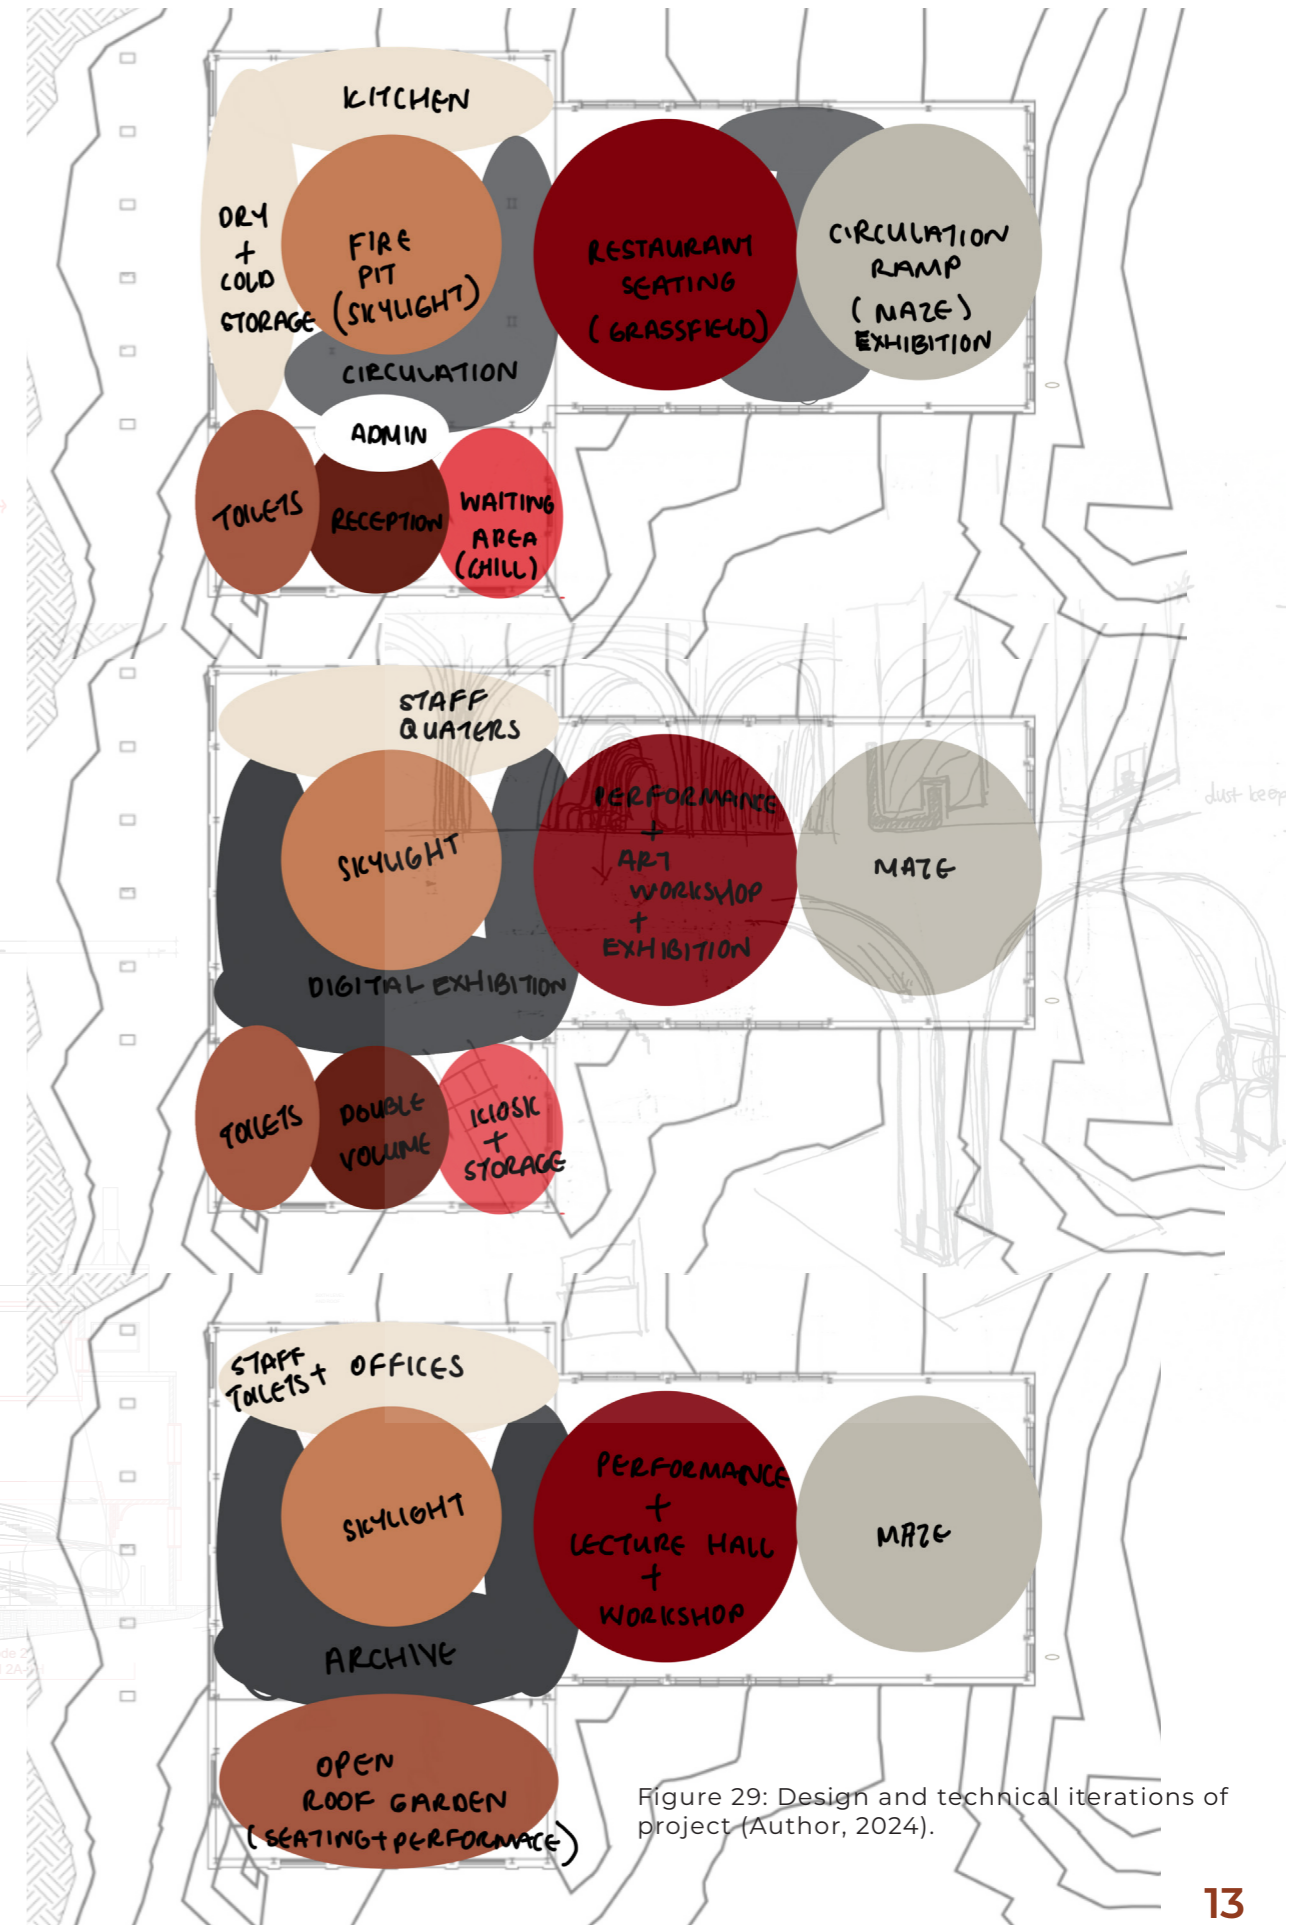 KITCHEN
DRY
+
COLD
STORAGE
FIRE
PIT
(SKYLIGHT)
CIRCULATION
RESTAURANT
SEATING
(GRASSFIELD)
CIRCULATION
RAMP
(MAZE)
EXHIBITION
ADMIN
TOILETS
RECEPTION
WAITING
AREA
(CHILL)
STAFF
QUATERS
SKYLIGHT
PERFORMANCE
+
ART
WORKSHOP
+
EXHIBITION
MAZE
dust keep
DIGITAL EXHIBITION
TOILETS
DOUBLE
VOLUME
KIOSK
+
STORAGE
STAFF
TOILETS+ OFFICES
SKYLIGHT
PERFORMANCE
+
LECTURE HALL
+
WORKSHOP
MAZE
ARCHIVE
OPEN
ROOF GARDEN
(SEATING+PERFORMACE)
Figure 29: Design and technical iterations of
project (Author, 2024).
13